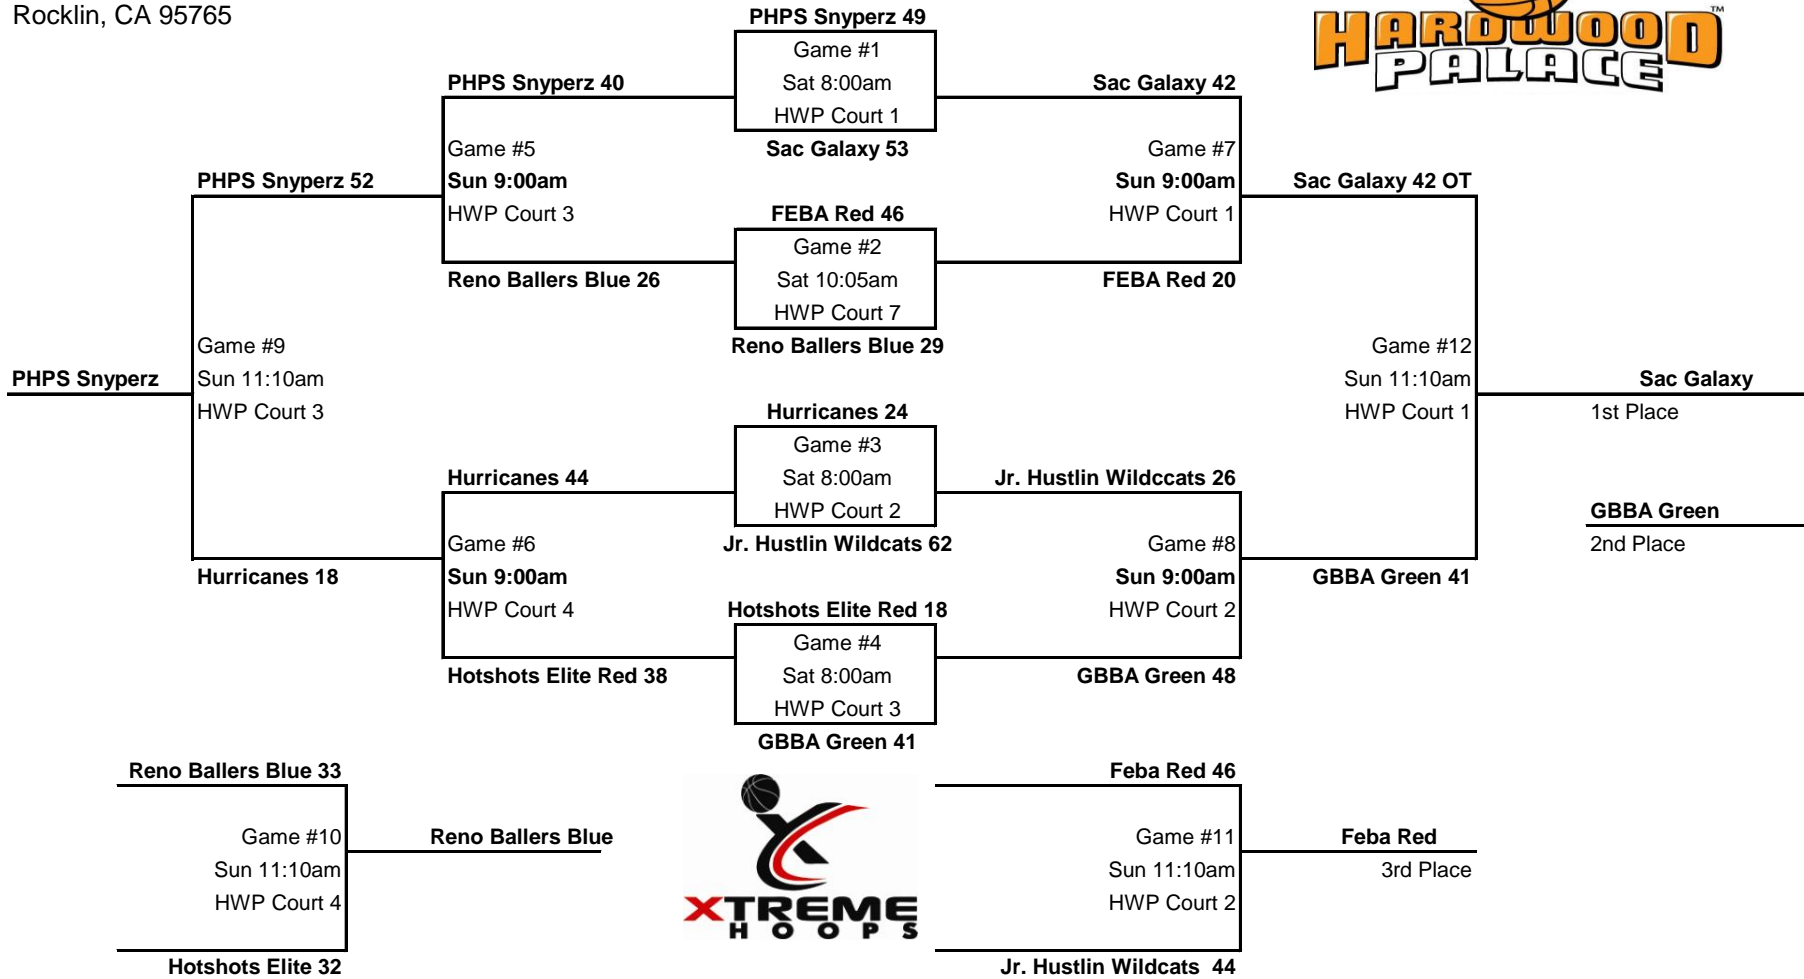 Rocklin, CA 95765
HARDWOOD™
PALACE
PHPS Snyperz 49
Game #1
Sat 8:00am
HWP Court 1
Sac Galaxy 53
PHPS Snyperz 40
Game #5
Sun 9:00am
HWP Court 3
Reno Ballers Blue 26
Sac Galaxy 42
Game #7
Sun 9:00am
HWP Court 1
FEBA Red 20
PHPS Snyperz 52
Sac Galaxy 42 OT
FEBA Red 46
Game #2
Sat 10:05am
HWP Court 7
Reno Ballers Blue 29
Game #9
Sun 11:10am
HWP Court 3
PHPS Snyperz
Game #12
Sun 11:10am
HWP Court 1
Sac Galaxy
1st Place
Hurricanes 24
Game #3
Sat 8:00am
HWP Court 2
Jr. Hustlin Wildcats 62
Hurricanes 44
Game #6
Sun 9:00am
HWP Court 4
Hotshots Elite Red 38
Jr. Hustlin Wildccats 26
Game #8
Sun 9:00am
HWP Court 2
GBBA Green 48
GBBA Green
2nd Place
Hurricanes 18
GBBA Green 41
Hotshots Elite Red 18
Game #4
Sat 8:00am
HWP Court 3
GBBA Green 41
Reno Ballers Blue 33
Game #10
Sun 11:10am
HWP Court 4
Hotshots Elite 32
Reno Ballers Blue
XTREME
HOOPS
Feba Red 46
Game #11
Sun 11:10am
HWP Court 2
Jr. Hustlin Wildcats 44
Feba Red
3rd Place